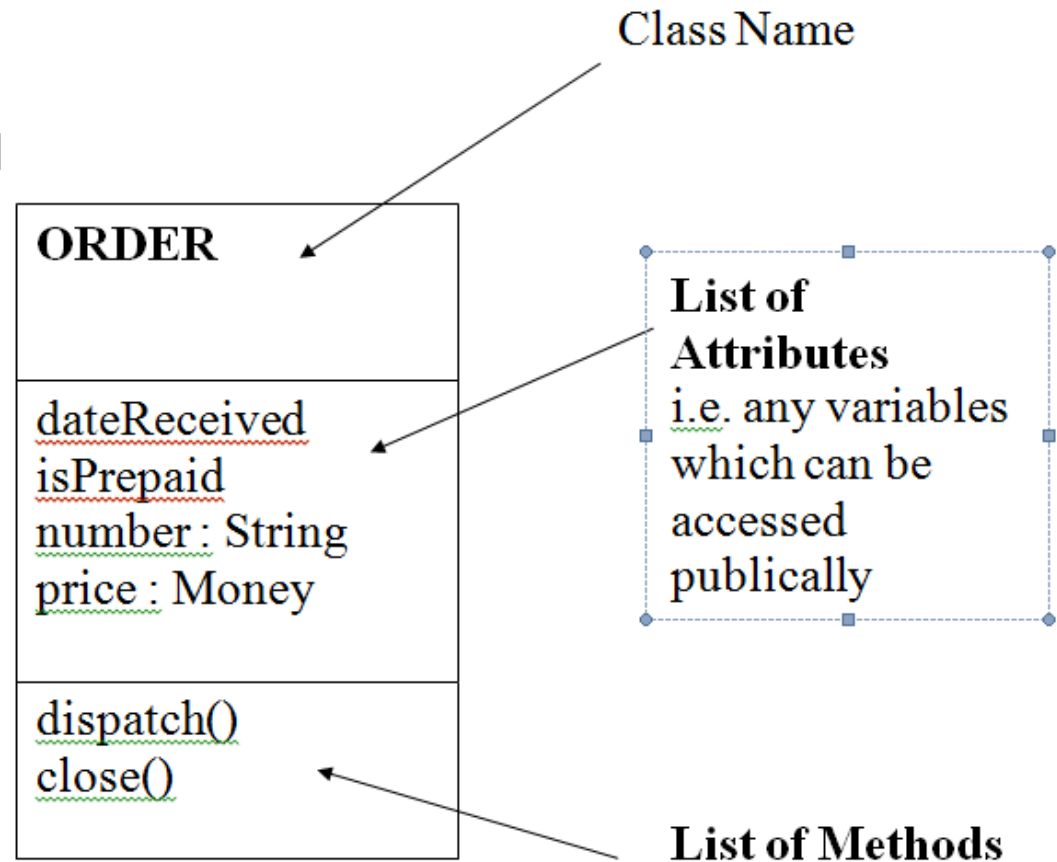 Class Name
ORDER
List of
Attributes
i.e. any variables
which can be
accessed
publically
dateReceived
isPrepaid
number : String
price : Money
dispatch()
close()
List of Methods